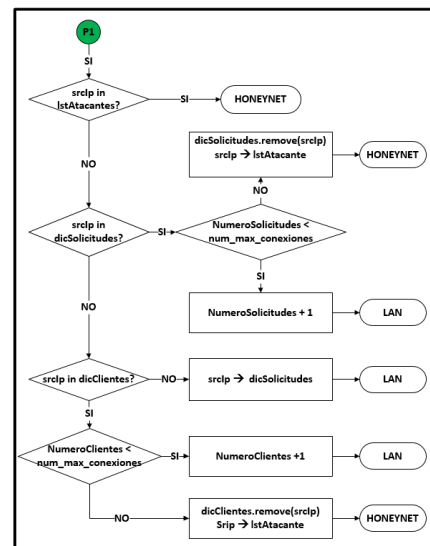 P1
SI
srcIp in
lstAtacantes?
SI
HONEYNET
NO
dicSolicitudes.remove(srcIp)
srcIp → lstAtacante
HONEYNET
NO
srcIp in
dicSolicitudes?
SI
NumeroSolicitudes <
num_max_conexiones
SI
NO
NumeroSolicitudes + 1
LAN
srcIp in dicClientes?
NO
srcIp → dicSolicitudes
LAN
SI
NumeroClientes <
num_max_conexiones
SI
NumeroClientes +1
LAN
NO
dicClientes.remove(srcIp)
Srip → lstAtacante
HONEYNET